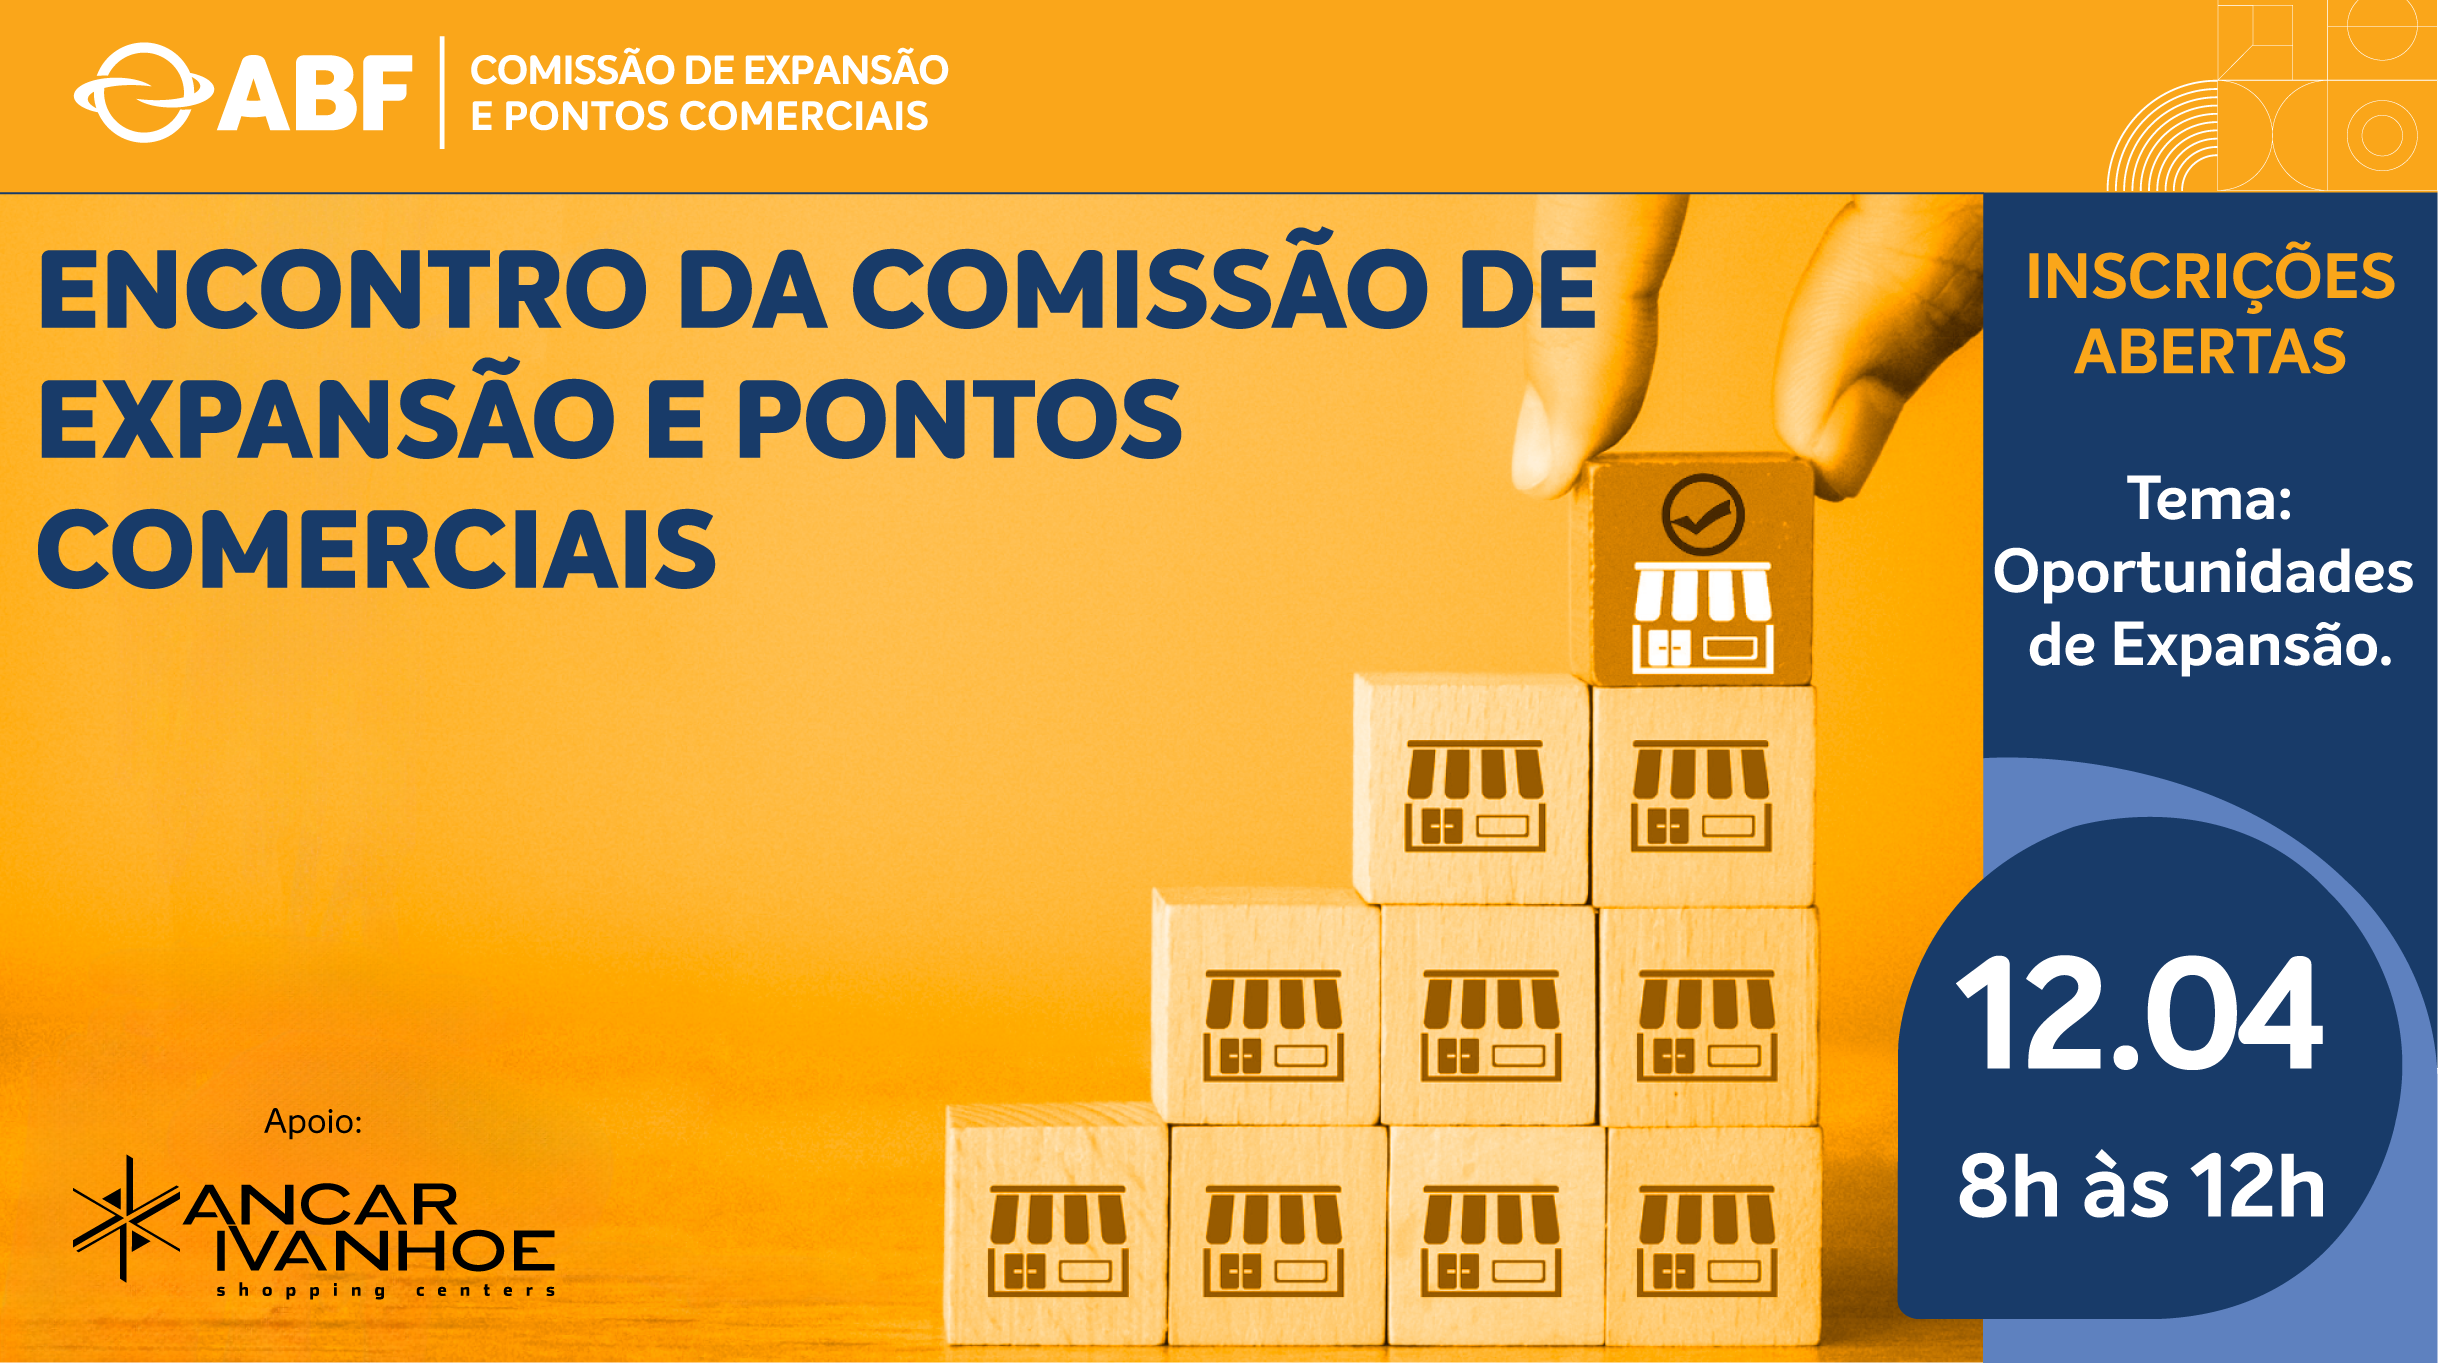 ABF
COMISSÃO DE EXPANSÃO
E PONTOS COMERCIAIS
ENCONTRO DA COMISSÃO DE
EXPANSÃO E PONTOS
COMERCIAIS
INSCRIÇÕES
ABERTAS
Tema:
Oportunidades
de Expansão.
12.04
8h às 12h
Apoio:
ANCAR
IVANHOE
shopping centers